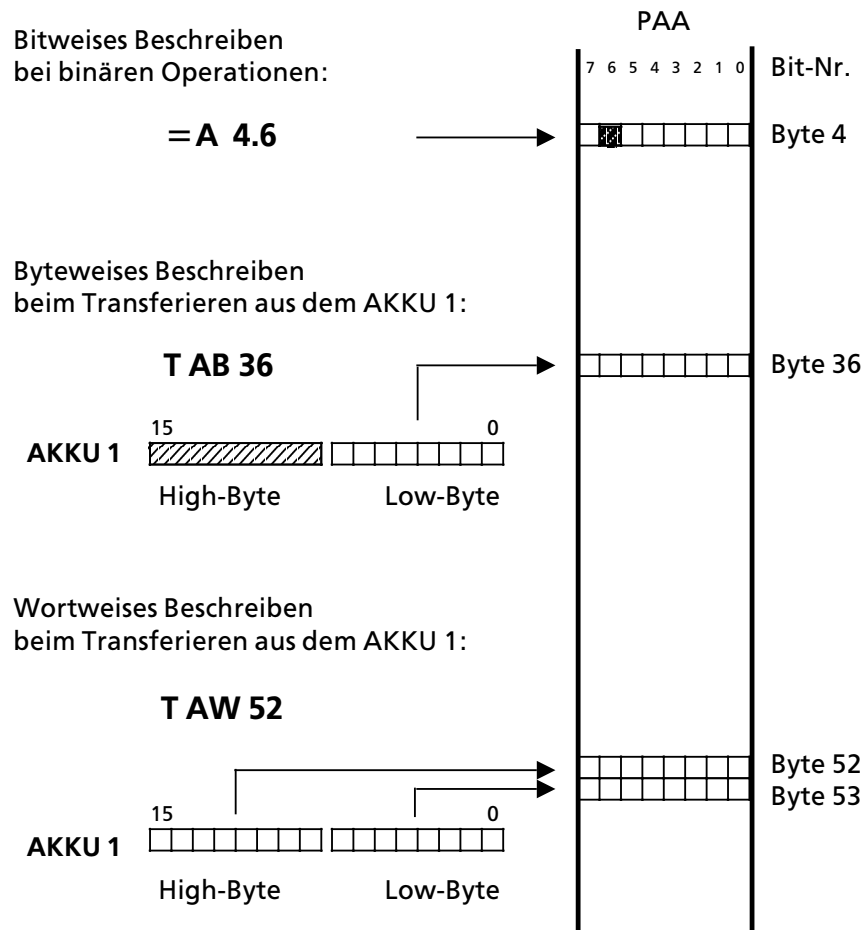 PAA
Bitweises Beschreiben
bei binären Operationen:
7 6 5 4 3 2 1 0 Bit-Nr.
=A 4.6
Byte 4
Byteweises Beschreiben
beim Transferieren aus dem AKKU 1:
T AB 36
Byte 36
15 0
AKKU 1
High-Byte Low-Byte
Wortweises Beschreiben
beim Transferieren aus dem AKKU 1:
T AW 52
Byte 52
Byte 53
15 0
AKKU 1
High-Byte Low-Byte